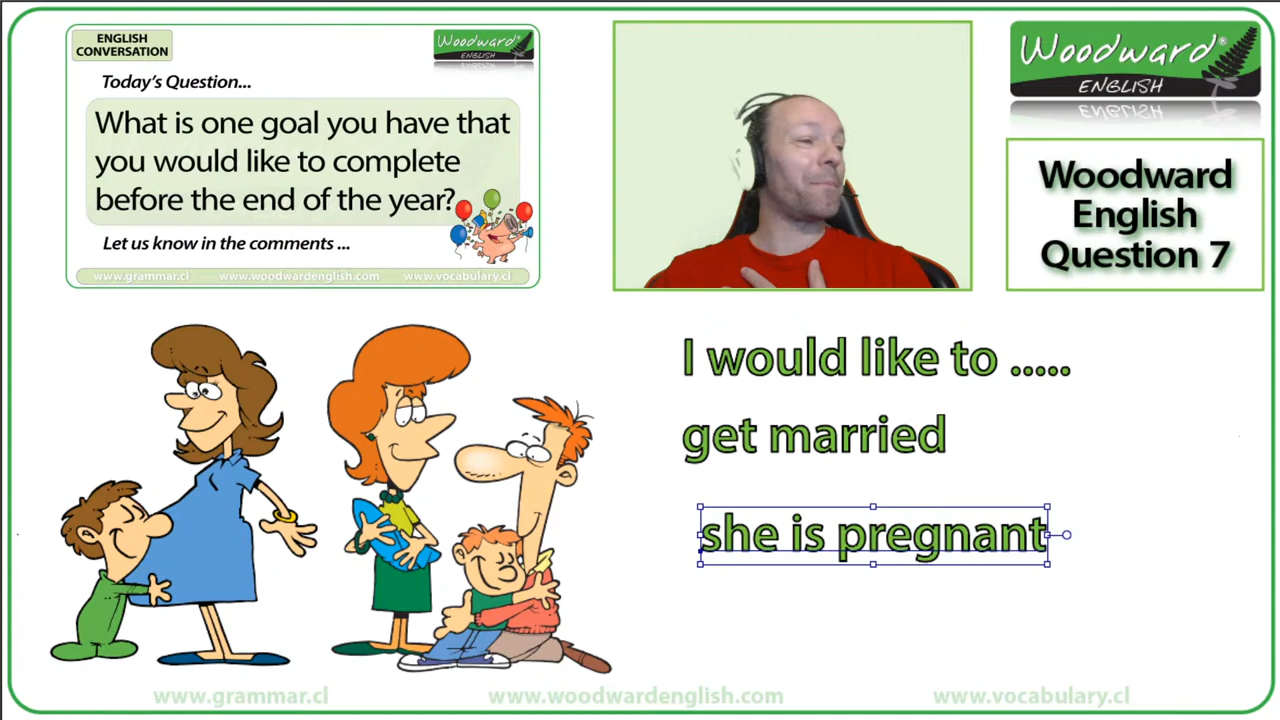 ENGLISH
CONVERSATION
Woodward
ENGLISH
Today's Question...
What is one goal you have that
you would like to complete
before the end of the year?
Let us know in the comments ...
www.grammar.cl www.woodwardenglish.com www.vocabulary.cl
Woodward®
ENGLISH
Woodward
English
Question 7
I would like to .....
get married
she is pregnant
www.grammar.cl www.woodwardenglish.com www.vocabulary.cl